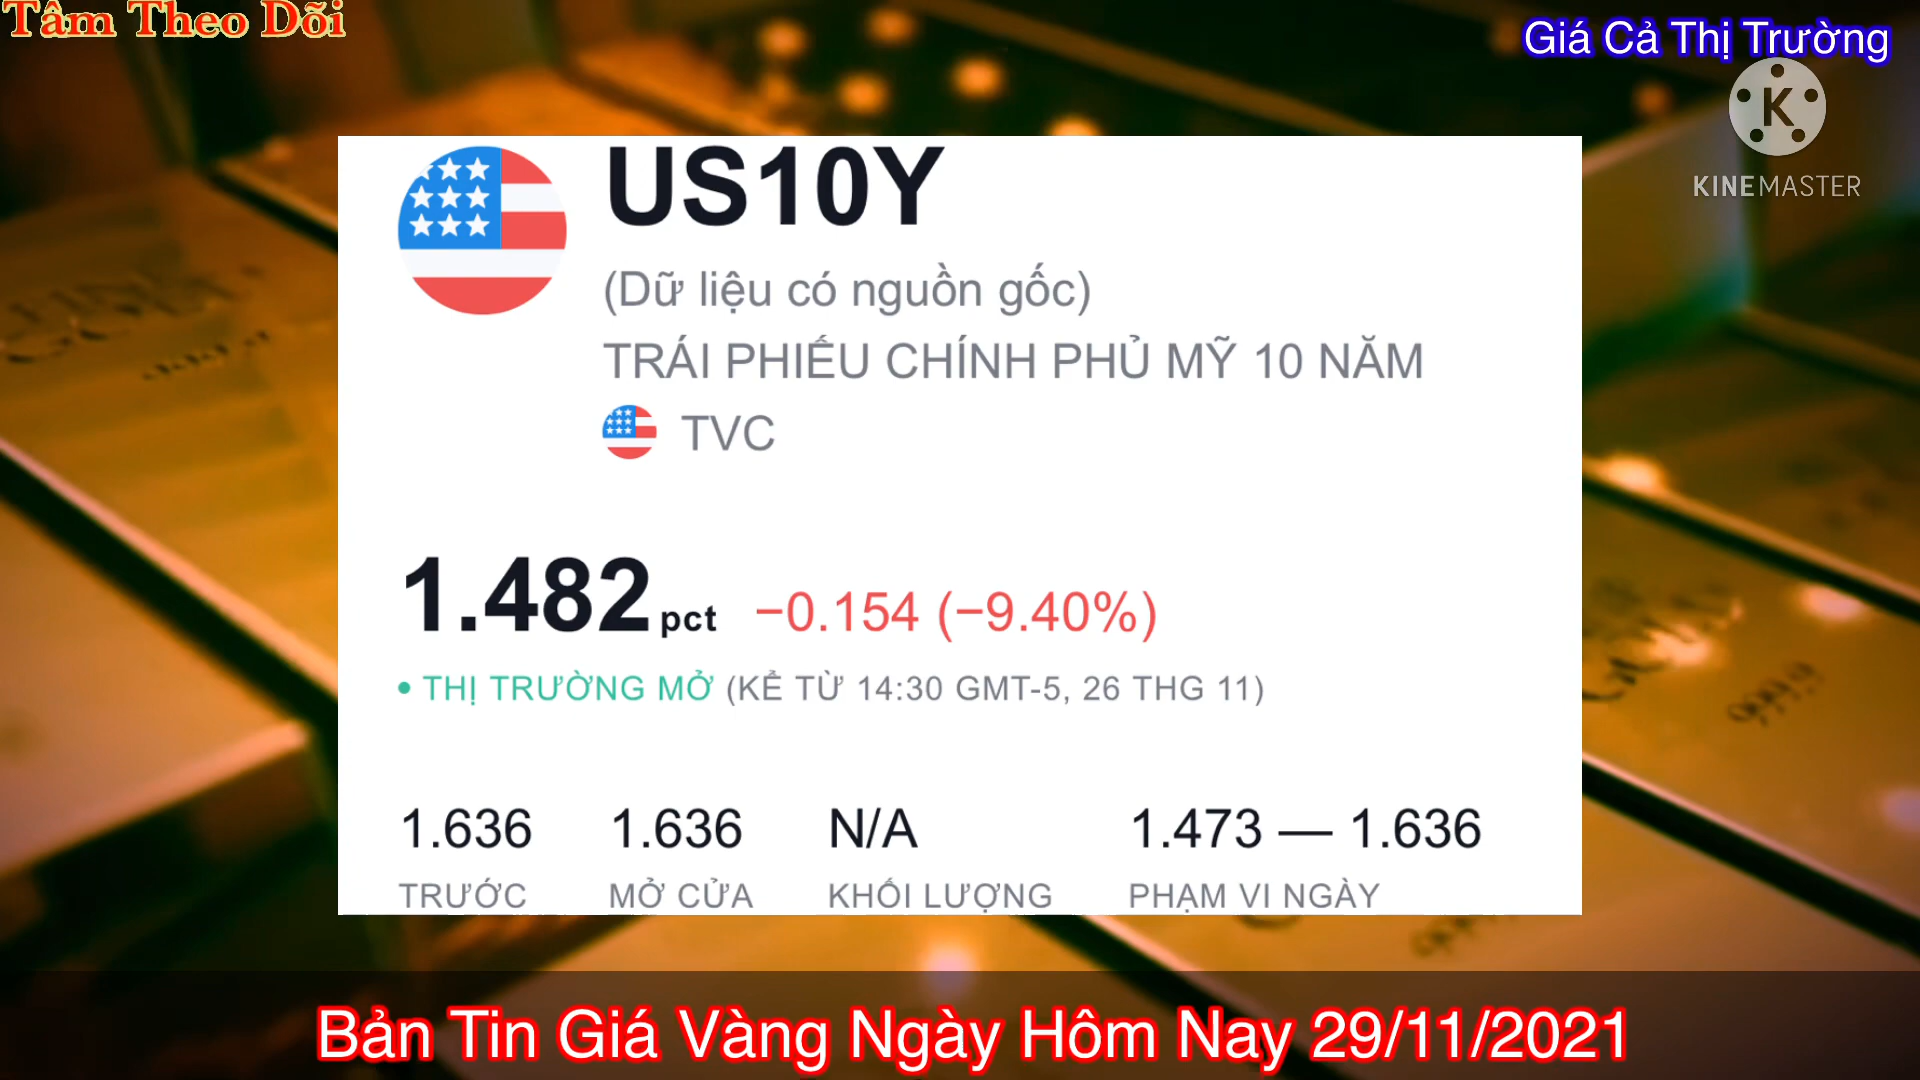 Tâm Theo Dõi
Giá Cả Thị Trường
K
KINEMASTER
US10Y
(Dữ liệu có nguồn gốc)
TRÁI PHIẾU CHÍNH PHỦ MỸ 10 NĂM
TVC
1.482 pct −0.154 (−9.40%)
• THỊ TRƯỜNG MỞ (KỂ TỪ 14:30 GMT-5, 26 THG 11)
1.636 1.636 N/A 1.473 — 1.636
TRƯỚC MỞ CỬA KHỐI LƯỢNG PHẠM VI NGÀY
Bản Tin Giá Vàng Ngày Hôm Nay 29/11/2021